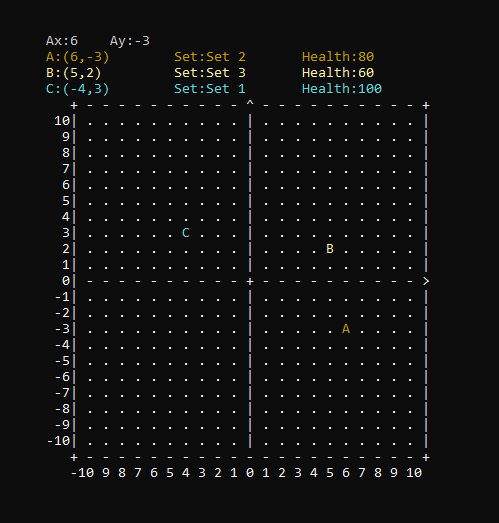 Ax:6    Ay:-3
A:(6,-3)        Set:Set 2       Health:80
B:(5,2)         Set:Set 3       Health:60
C:(-4,3)        Set:Set 1       Health:100
+ - - - - - - - - - - ^ - - - - - - - - - - +
10| . . . . . . . . . . | . . . . . . . . . . |
9| . . . . . . . . . . | . . . . . . . . . . |
8| . . . . . . . . . . | . . . . . . . . . . |
7| . . . . . . . . . . | . . . . . . . . . . |
6| . . . . . . . . . . | . . . . . . . . . . |
5| . . . . . . . . . . | . . . . . . . . . . |
4| . . . . . . . . . . | . . . . . . . . . . |
3| . . . . . . C . . . | . . . . . . . . . . |
2| . . . . . . . . . . | . . . . B . . . . . |
1| . . . . . . . . . . | . . . . . . . . . . |
0| - - - - - - - - - - + - - - - - - - - - - >
-1| . . . . . . . . . . | . . . . . . . . . . |
-2| . . . . . . . . . . | . . . . . . . . . . |
-3| . . . . . . . . . . | . . . . . A . . . . |
-4| . . . . . . . . . . | . . . . . . . . . . |
-5| . . . . . . . . . . | . . . . . . . . . . |
-6| . . . . . . . . . . | . . . . . . . . . . |
-7| . . . . . . . . . . | . . . . . . . . . . |
-8| . . . . . . . . . . | . . . . . . . . . . |
-9| . . . . . . . . . . | . . . . . . . . . . |
-10| . . . . . . . . . . | . . . . . . . . . . |
+ - - - - - - - - - - - - - - - - - - - - - +
-10 9 8 7 6 5 4 3 2 1 0 1 2 3 4 5 6 7 8 9 10